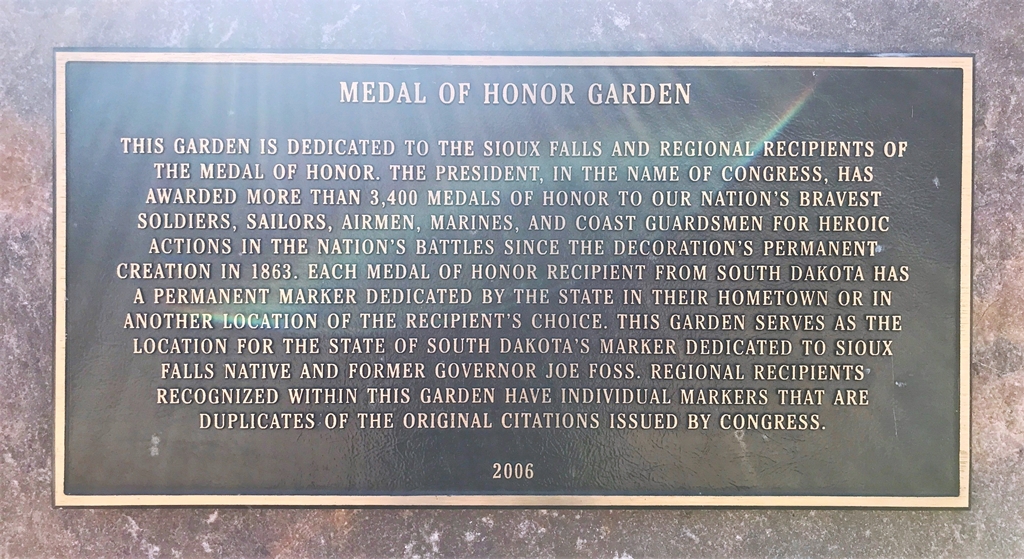 MEDAL OF HONOR GARDEN
THIS GARDEN IS DEDICATED TO THE SIOUX FALLS AND REGIONAL RECIPIENTS OF
THE MEDAL OF HONOR. THE PRESIDENT, IN THE NAME OF CONGRESS, HAS
AWARDED MORE THAN 3,400 MEDALS OF HONOR TO OUR NATION'S BRAVEST
SOLDIERS, SAILORS, AIRMEN, MARINES, AND COAST GUARDSMEN FOR HEROIC
ACTIONS IN THE NATION'S BATTLES SINCE THE DECORATION'S PERMANENT
CREATION IN 1863. EACH MEDAL OF HONOR RECIPIENT FROM SOUTH DAKOTA HAS
A PERMANENT MARKER DEDICATED BY THE STATE IN THEIR HOMETOWN OR IN
ANOTHER LOCATION OF THE RECIPIENT'S CHOICE. THIS GARDEN SERVES AS THE
LOCATION FOR THE STATE OF SOUTH DAKOTA'S MARKER DEDICATED TO SIOUX
FALLS NATIVE AND FORMER GOVERNOR JOE FOSS. REGIONAL RECIPIENTS
RECOGNIZED WITHIN THIS GARDEN HAVE INDIVIDUAL MARKERS THAT ARE
DUPLICATES OF THE ORIGINAL CITATIONS ISSUED BY CONGRESS.
2006